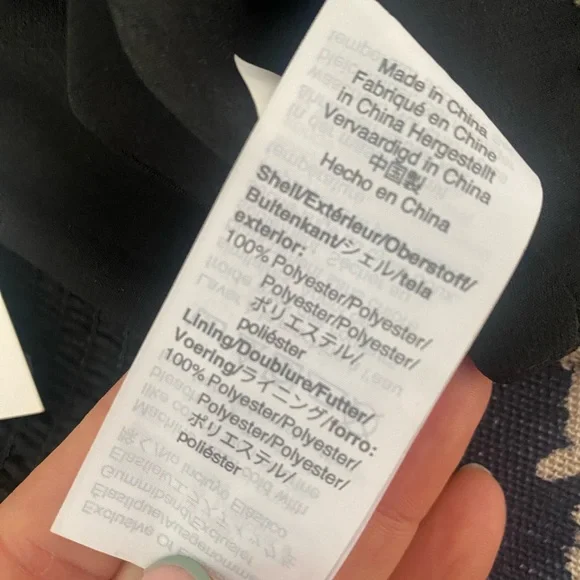 Made In China
Fabriqué en Chine
in China Hergestellt
Vervaardigd in China
中国製
Hecho en China
Shell/Extérieur/Oberstoff/
Buitenkant/シェル/tela
exterior:
100% Polyester/Polyester/
Polyester/Polyester/
ポリエステル/
poliéster
Lining/Doublure/Futter/
Voering/ライニング/forro:
100% Polyester/Polyester/
Polyester/Polyester/
ポリエステル/
poliéster